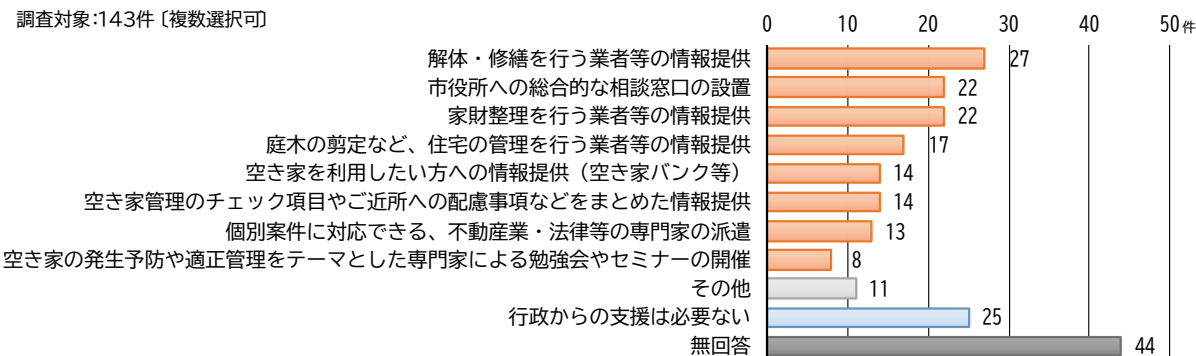 調査対象:143件〔複数選択可〕
0 10 20 30 40 50件
解体・修繕を行う業者等の情報提供 27
市役所への総合的な相談窓口の設置 22
家財整理を行う業者等の情報提供 22
庭木の剪定など、住宅の管理を行う業者等の情報提供 17
空き家を利用したい方への情報提供（空き家バンク等） 14
空き家管理のチェック項目やご近所への配慮事項などをまとめた情報提供 14
個別案件に対応できる、不動産業・法律等の専門家の派遣 13
空き家の発生予防や適正管理をテーマとした専門家による勉強会やセミナーの開催 8
その他 11
行政からの支援は必要ない 25
無回答 44